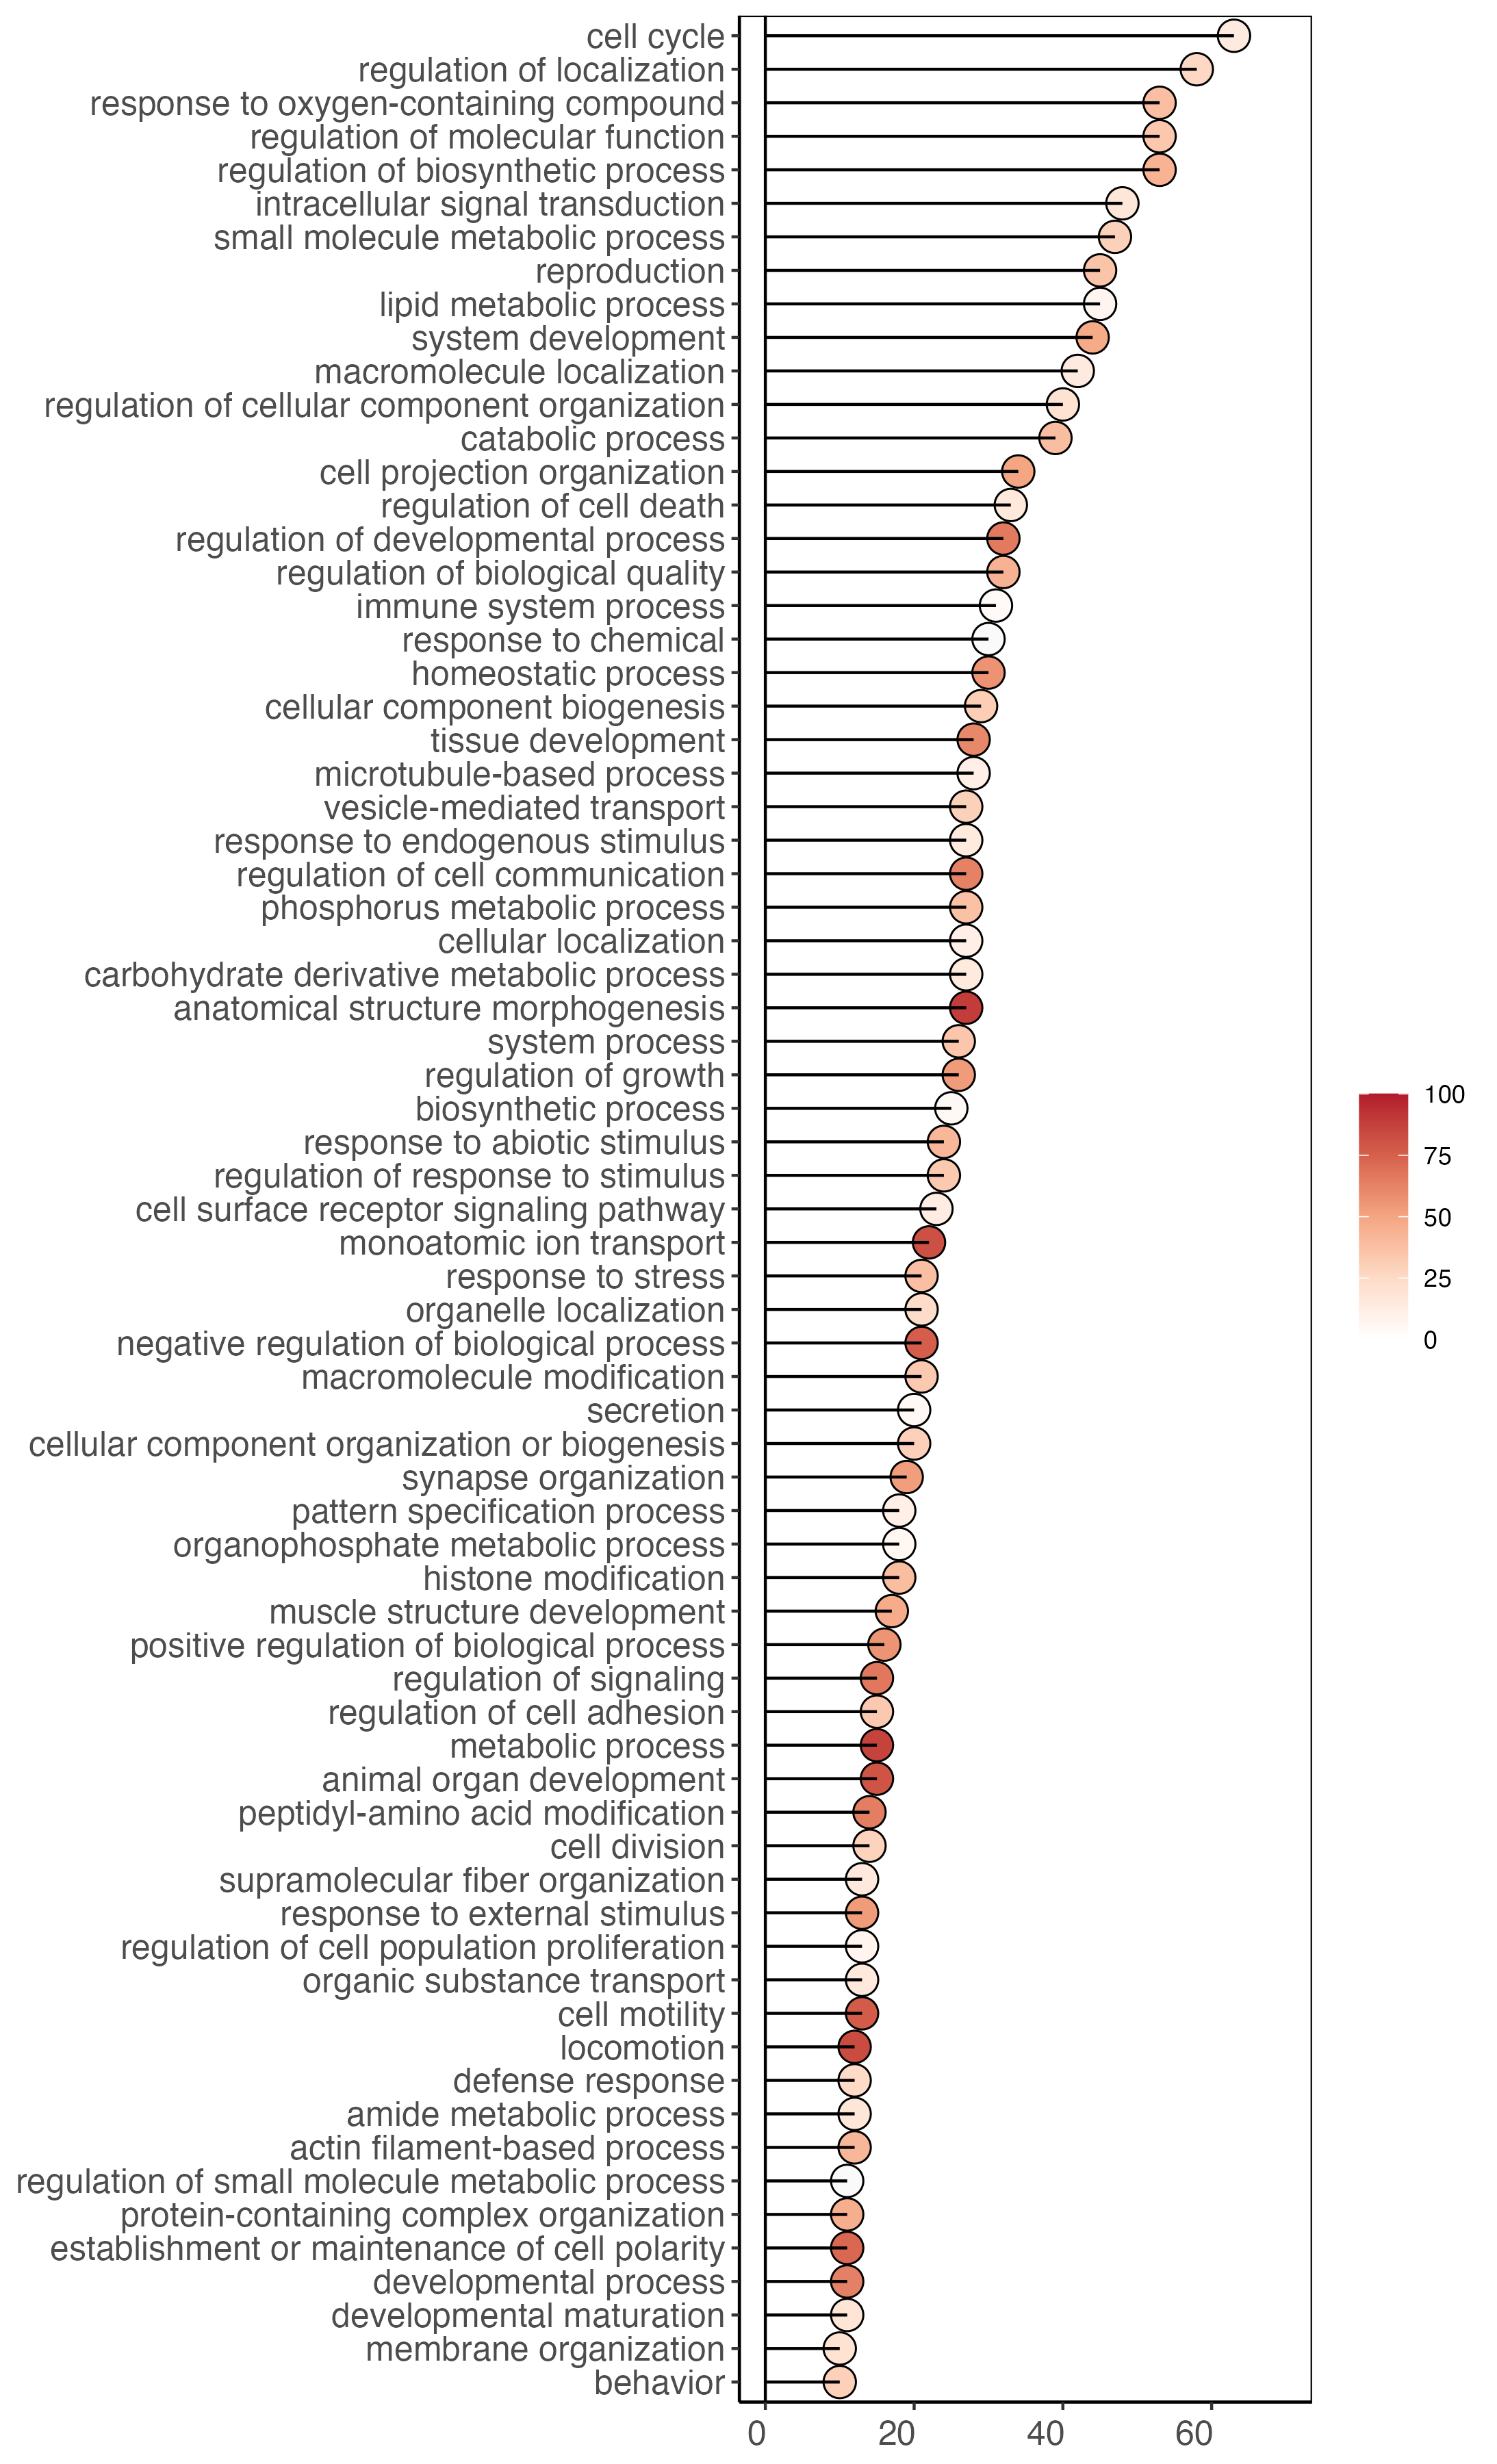 cell cycle
regulation of localization
response to oxygen-containing compound
regulation of molecular function
regulation of biosynthetic process
intracellular signal transduction
small molecule metabolic process
reproduction
lipid metabolic process
system development
macromolecule localization
regulation of cellular component organization
catabolic process
cell projection organization
regulation of cell death
regulation of developmental process
regulation of biological quality
immune system process
response to chemical
homeostatic process
cellular component biogenesis
tissue development
microtubule-based process
vesicle-mediated transport
response to endogenous stimulus
regulation of cell communication
phosphorus metabolic process
cellular localization
carbohydrate derivative metabolic process
anatomical structure morphogenesis
system process
regulation of growth
biosynthetic process
response to abiotic stimulus
regulation of response to stimulus
cell surface receptor signaling pathway
monoatomic ion transport
response to stress
organelle localization
negative regulation of biological process
macromolecule modification
secretion
cellular component organization or biogenesis
synapse organization
pattern specification process
organophosphate metabolic process
histone modification
muscle structure development
positive regulation of biological process
regulation of signaling
regulation of cell adhesion
metabolic process
animal organ development
peptidyl-amino acid modification
cell division
supramolecular fiber organization
response to external stimulus
regulation of cell population proliferation
organic substance transport
cell motility
locomotion
defense response
amide metabolic process
actin filament-based process
regulation of small molecule metabolic process
protein-containing complex organization
establishment or maintenance of cell polarity
developmental process
developmental maturation
membrane organization
behavior
0 20 40 60
100
75
50
25
0